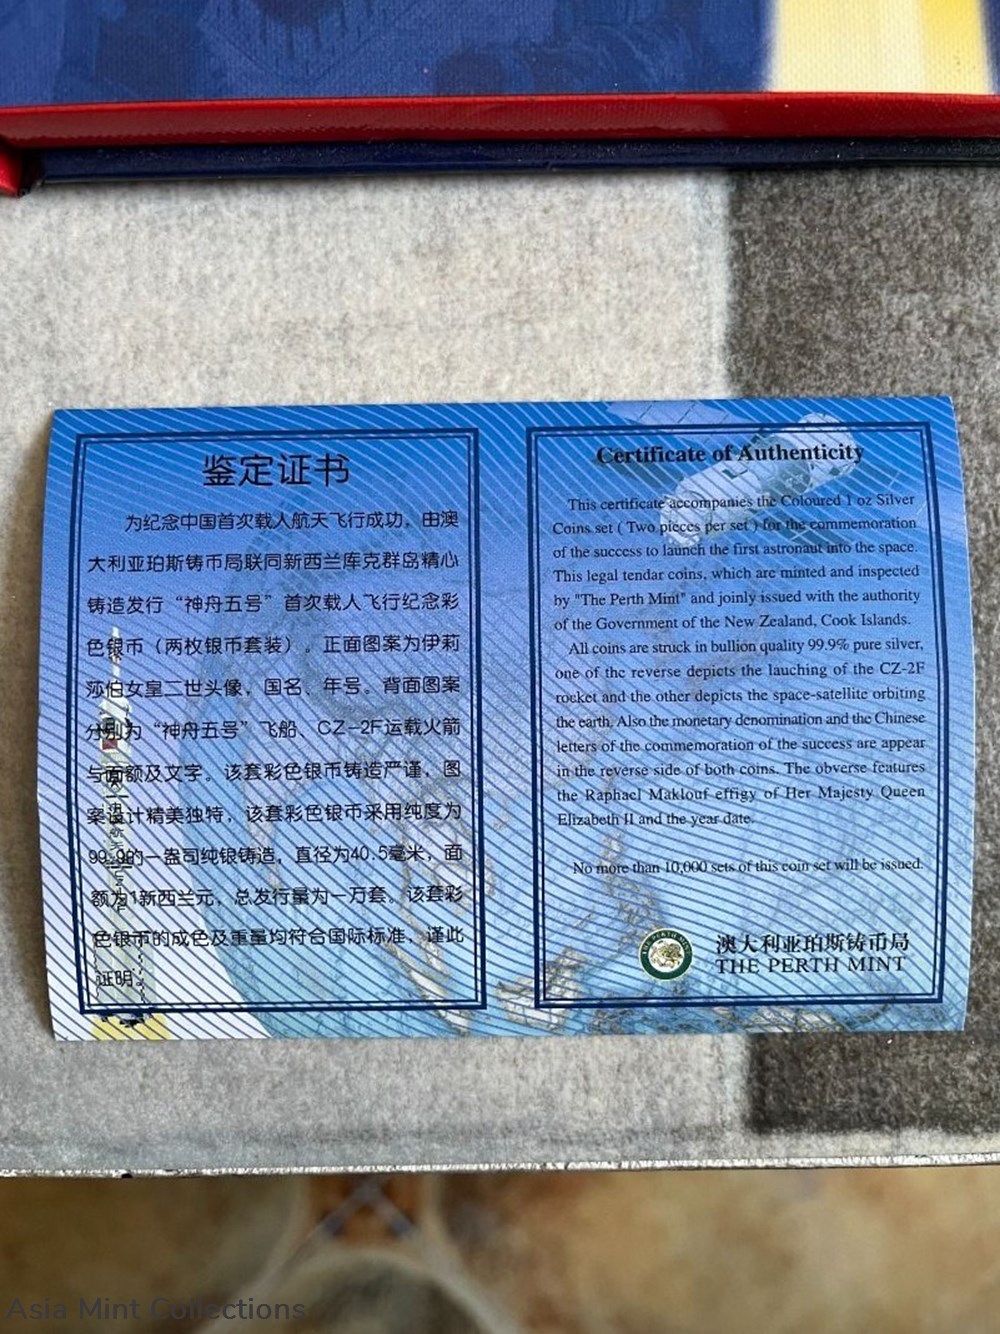 鉴定证书
为纪念中国首次载人航天飞行成功，由澳
大利亚珀斯铸币局联同新西兰库克群岛精心
铸造发行“神舟五号”首次载人飞行纪念彩
色银币（两枚银币套装）。正面图案为伊莉
莎伯女皇二世头像，国名、年号。背面图案
分别为“神舟五号”飞船、CZ-2F运载火箭
与面额及文字。该套彩色银币铸造严谨，图
案设计精美独特，该套彩色银币采用纯度为
99.9的一盎司纯银铸造，直径为40.5毫米，面
额为1新西兰元，总发行量为一万套。该套彩
色银币的成色及重量均符合国际标准，谨此
证明。
Certificate of Authenticity
This certificate accompanies the Coloured 1 oz Silver
Coins set ( Two pieces per set ) for the commemoration
of the success to launch the first astronaut into the space.
This legal tendar coins, which are minted and inspected
by "The Perth Mint" and joinly issued with the authority
of the Government of the New Zealand, Cook Islands.
All coins are struck in bullion quality 99.9% pure silver,
one of the reverse depicts the lauching of the CZ-2F
rocket and the other depicts the space-satellite orbiting
the earth. Also the monetary denomination and the Chinese
letters of the commemoration of the success are appear
in the reverse side of both coins. The obverse features
the Raphael Maklouf effigy of Her Majesty Queen
Elizabeth II and the year date.
No more than 10,000 sets of this coin set will be issued.
澳大利亚珀斯铸币局
THE PERTH MINT
Asia Mint Collections